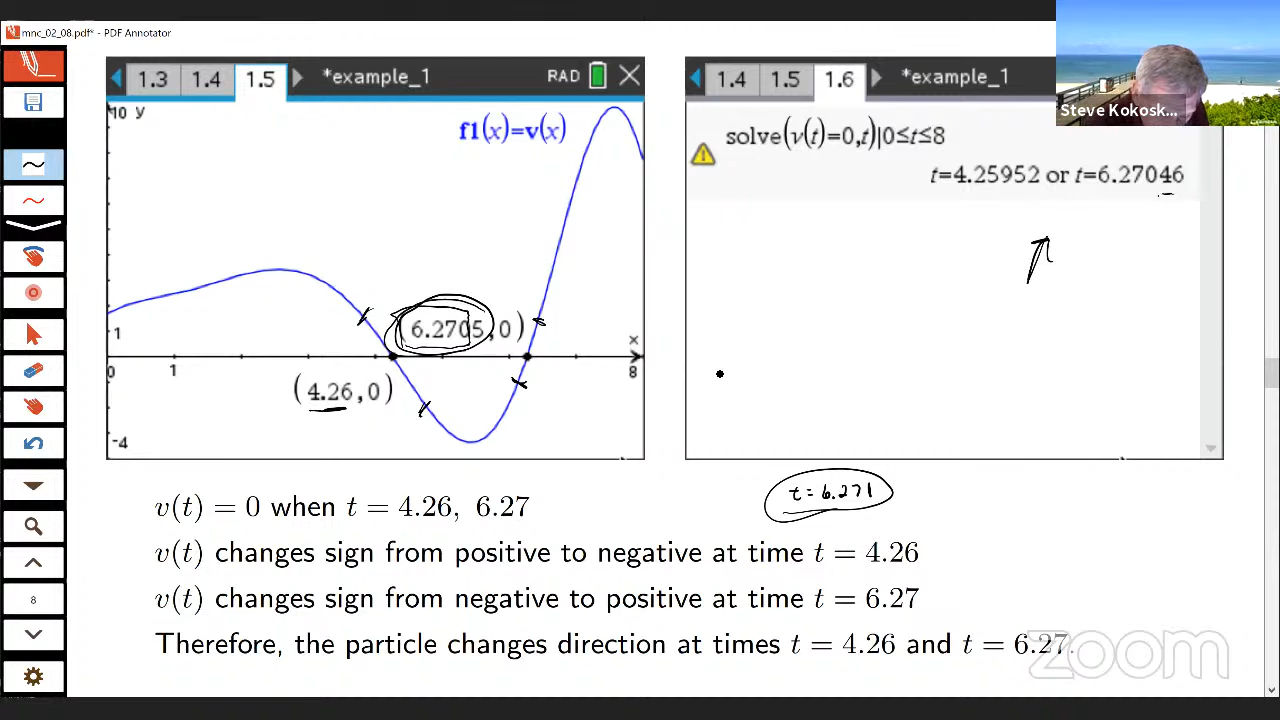 mnc_02_08.pdf* - PDF Annotator
1.3 1.4 1.5 *example_1 RAD
10 y
f1(x)=v(x)
1
(6.2705,0)
x
0 1 8
(4.26,0)
-4
1.4 1.5 1.6 *example_1
solve(v(t)=0,t)|0≤t≤8
t=4.25952 or t=6.27046
Steve Kokosk...
t = 6.271
v(t) = 0 when t = 4.26, 6.27
v(t) changes sign from positive to negative at time t = 4.26
v(t) changes sign from negative to positive at time t = 6.27
Therefore, the particle changes direction at times t = 4.26 and t = 6.27.
zoom
8